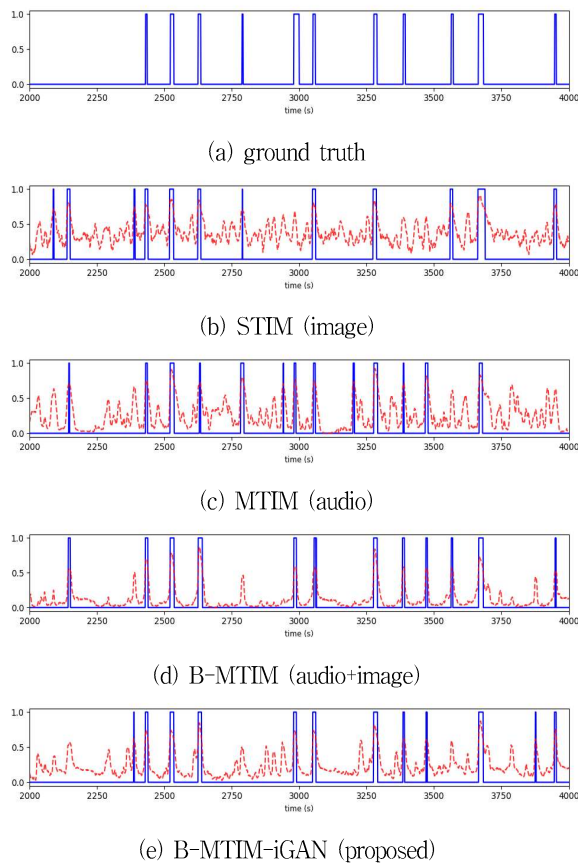 1.0
0.5
0.0
2000 2250 2500 2750 3000 3250 3500 3750 4000
time (s)
(a) ground truth
1.0
0.5
0.0
2000 2250 2500 2750 3000 3250 3500 3750 4000
time (s)
(b) STIM (image)
1.0
0.5
0.0
2000 2250 2500 2750 3000 3250 3500 3750 4000
time (s)
(c) MTIM (audio)
1.0
0.5
0.0
2000 2250 2500 2750 3000 3250 3500 3750 4000
time (s)
(d) B-MTIM (audio+image)
1.0
0.5
0.0
2000 2250 2500 2750 3000 3250 3500 3750 4000
time (s)
(e) B-MTIM-iGAN (proposed)